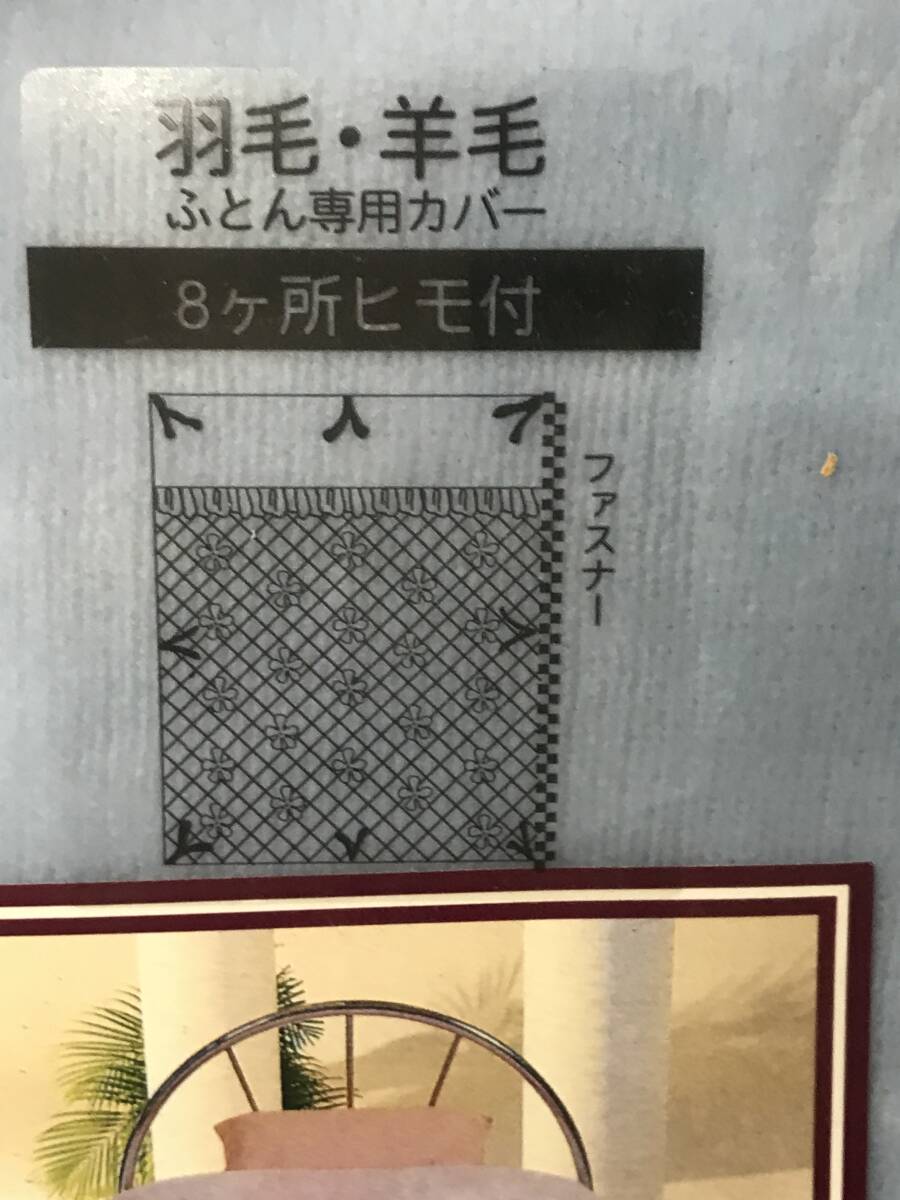 羽毛・羊毛
ふとん専用カバー
8ヶ所ヒモ付
ファスナー